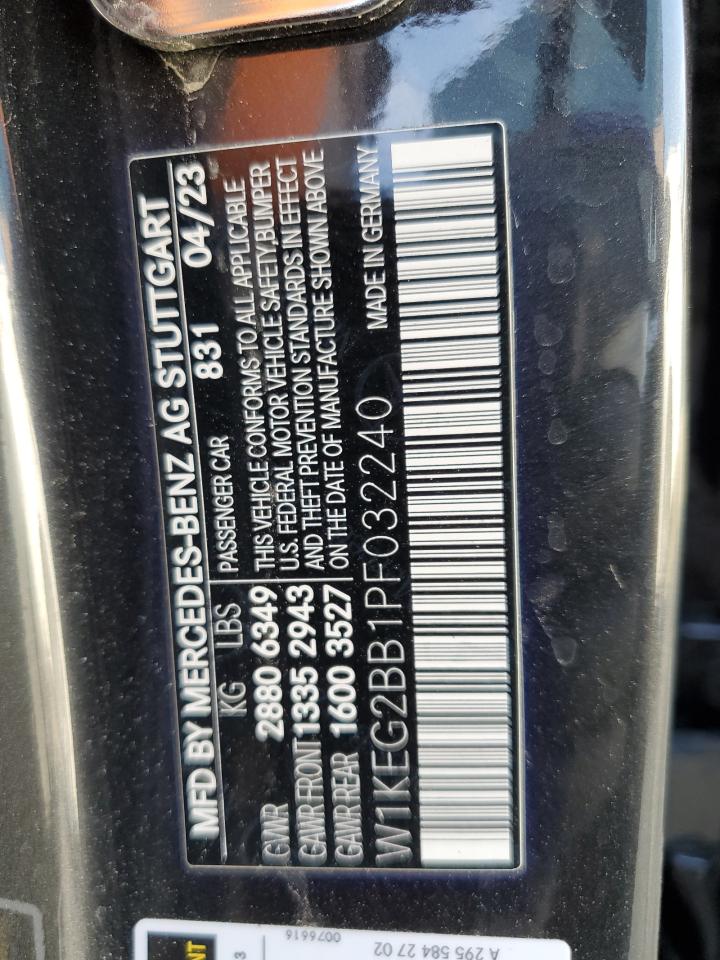 MFD BY MERCEDES-BENZ AG STUTTGART
KG LBS PASSENGER CAR 831 04/23
GVWR 2880 6349
GAWR FRONT 1335 2943
GAWR REAR 1600 3527
THIS VEHICLE CONFORMS TO ALL APPLICABLE
U.S. FEDERAL MOTOR VEHICLE SAFETY,BUMPER
AND THEFT PREVENTION STANDARDS IN EFFECT
ON THE DATE OF MANUFACTURE SHOWN ABOVE
MADE IN GERMANY
W1KEG2BB1PF032240
0076616
A 295 584 27 02